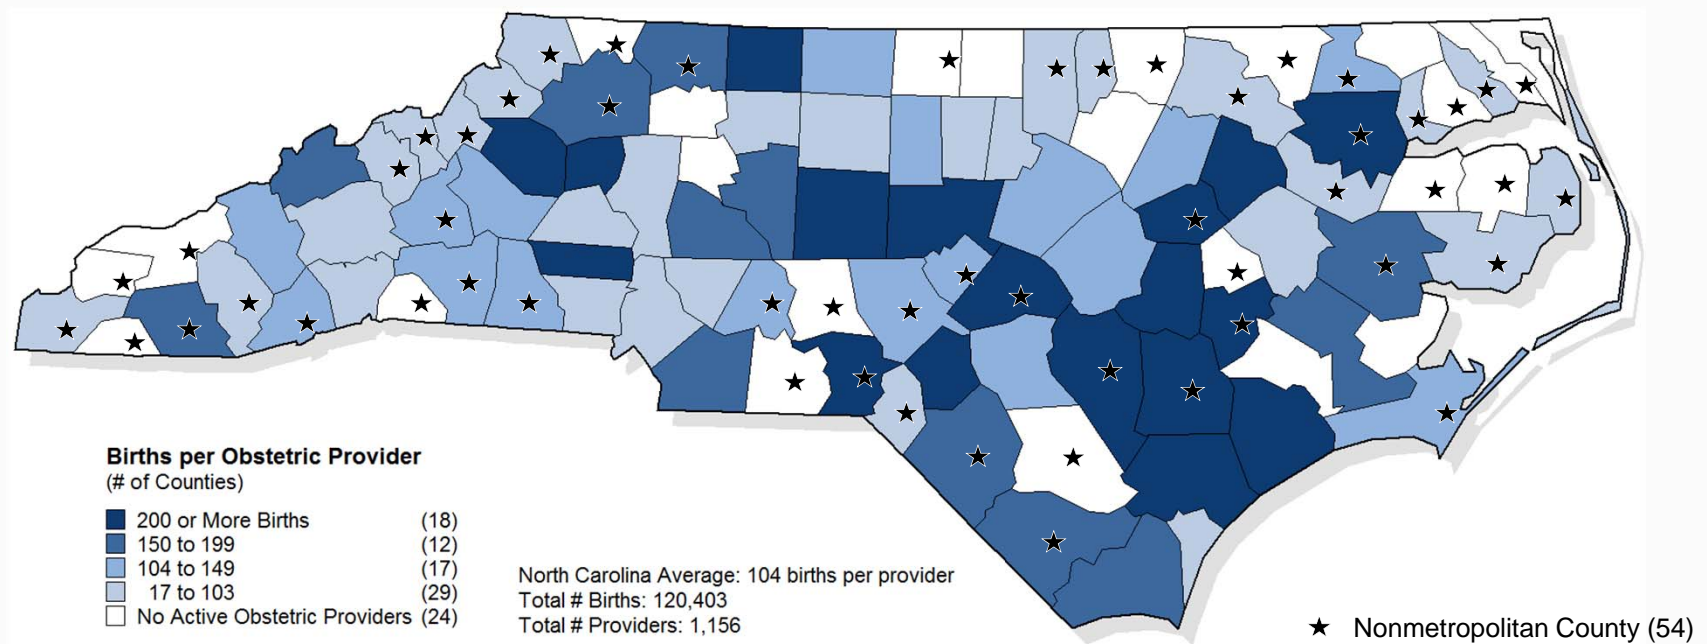 Births per Obstetric Provider
(# of Counties)
200 or More Births (18)
150 to 199 (12)
104 to 149 (17)
17 to 103 (29)
No Active Obstetric Providers (24)
North Carolina Average: 104 births per provider
Total # Births: 120,403
Total # Providers: 1,156
★ Nonmetropolitan County (54)